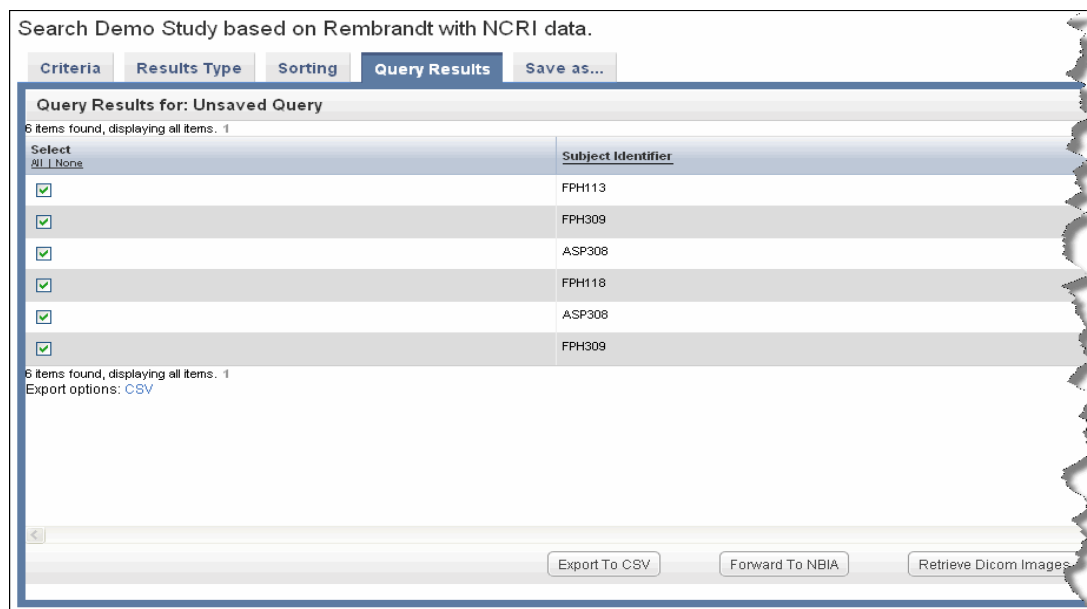 Search Demo Study based on Rembrandt with NCRI data.
Criteria Results Type Sorting Query Results Save as...
Query Results for: Unsaved Query
6 items found, displaying all items. 1
Select Subject Identifier
All | None
FPH113
FPH309
ASP308
FPH118
ASP308
FPH309
6 items found, displaying all items. 1
Export options: CSV
Export To CSV Forward To NBIA Retrieve Dicom Images